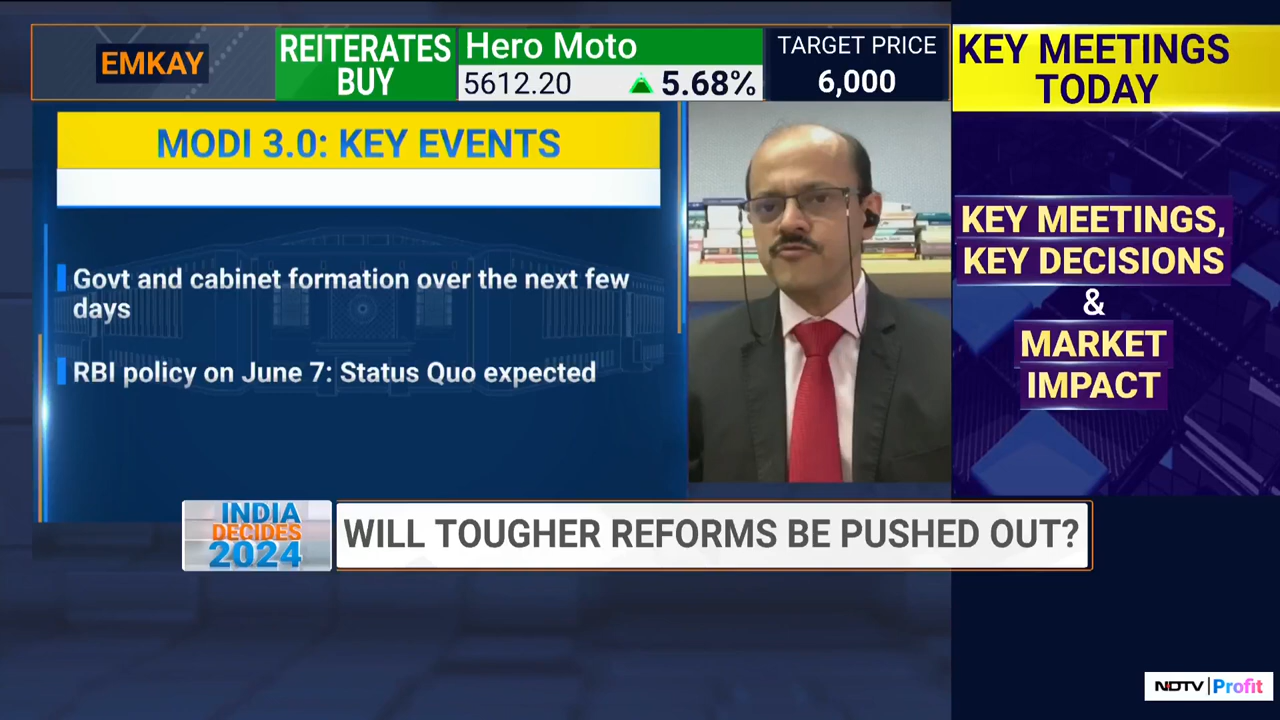 EMKAY
REITERATES
BUY
Hero Moto
5612.20
5.68%
TARGET PRICE
6,000
KEY MEETINGS
TODAY
MODI 3.0: KEY EVENTS
Govt and cabinet formation over the next few
days
RBI policy on June 7: Status Quo expected
KEY MEETINGS,
KEY DECISIONS
&
MARKET
IMPACT
INDIA
DECIDES
2024
WILL TOUGHER REFORMS BE PUSHED OUT?
NDTV Profit